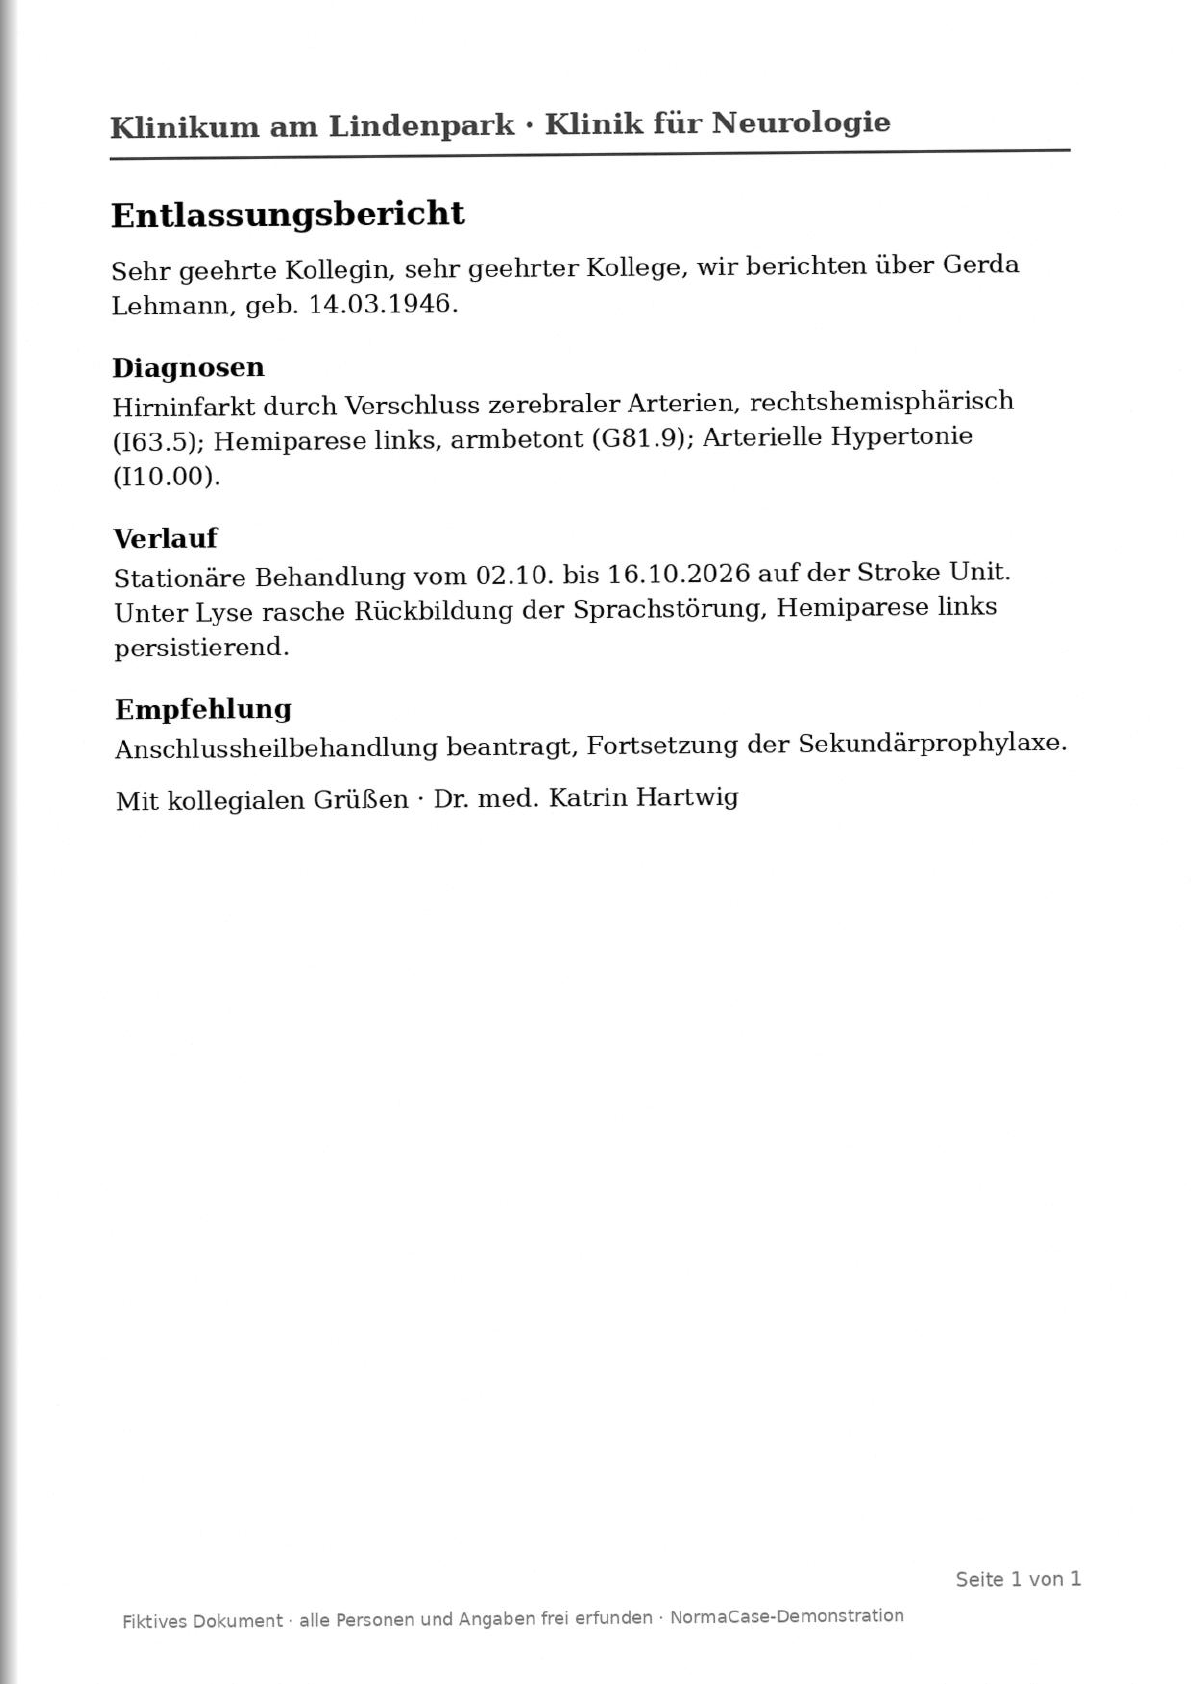 Klinikum am Lindenpark · Klinik für Neurologie
Entlassungsbericht
Sehr geehrte Kollegin, sehr geehrter Kollege, wir berichten über Gerda
Lehmann, geb. 14.03.1946.
Diagnosen
Hirninfarkt durch Verschluss zerebraler Arterien, rechtshemisphärisch
(I63.5); Hemiparese links, armbetont (G81.9); Arterielle Hypertonie
(I10.00).
Verlauf
Stationäre Behandlung vom 02.10. bis 16.10.2026 auf der Stroke Unit.
Unter Lyse rasche Rückbildung der Sprachstörung, Hemiparese links
persistierend.
Empfehlung
Anschlussheilbehandlung beantragt, Fortsetzung der Sekundärprophylaxe.
Mit kollegialen Grüßen · Dr. med. Katrin Hartwig
Seite 1 von 1
Fiktives Dokument · alle Personen und Angaben frei erfunden · NormaCase-Demonstration